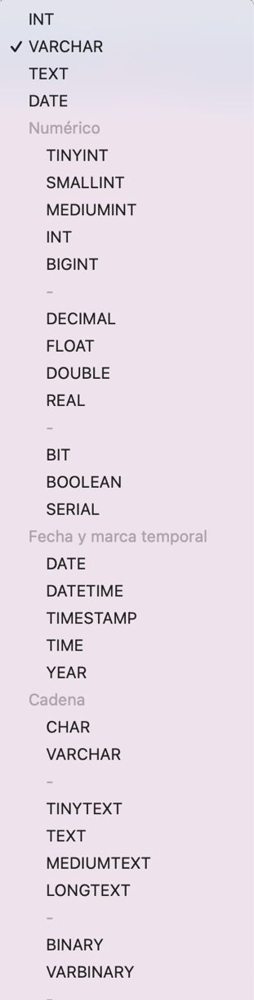 INT
✓ VARCHAR
TEXT
DATE
Numérico
TINYINT
SMALLINT
MEDIUMINT
INT
BIGINT
-
DECIMAL
FLOAT
DOUBLE
REAL
-
BIT
BOOLEAN
SERIAL
Fecha y marca temporal
DATE
DATETIME
TIMESTAMP
TIME
YEAR
Cadena
CHAR
VARCHAR
-
TINYTEXT
TEXT
MEDIUMTEXT
LONGTEXT
-
BINARY
VARBINARY
-